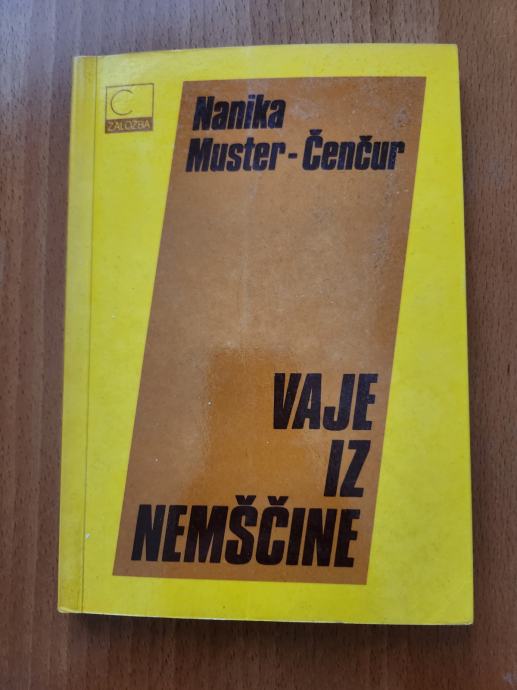 C
ZALOŽBA
Nanika
Muster-Čenčur
VAJE
IZ
NEMŠČINE